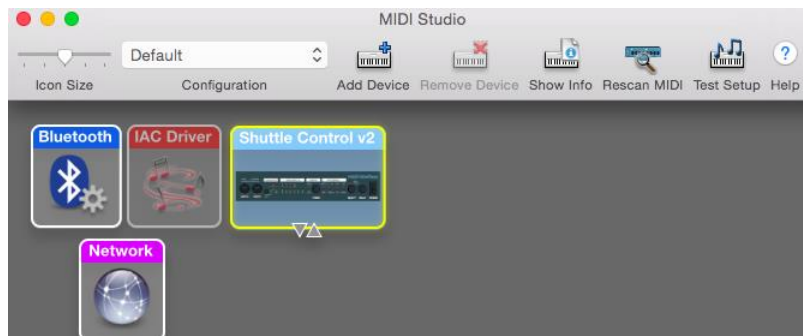 MIDI Studio
Default
Icon Size Configuration Add Device Remove Device Show Info Rescan MIDI Test Setup Help
Bluetooth IAC Driver Shuttle Control v2
Network